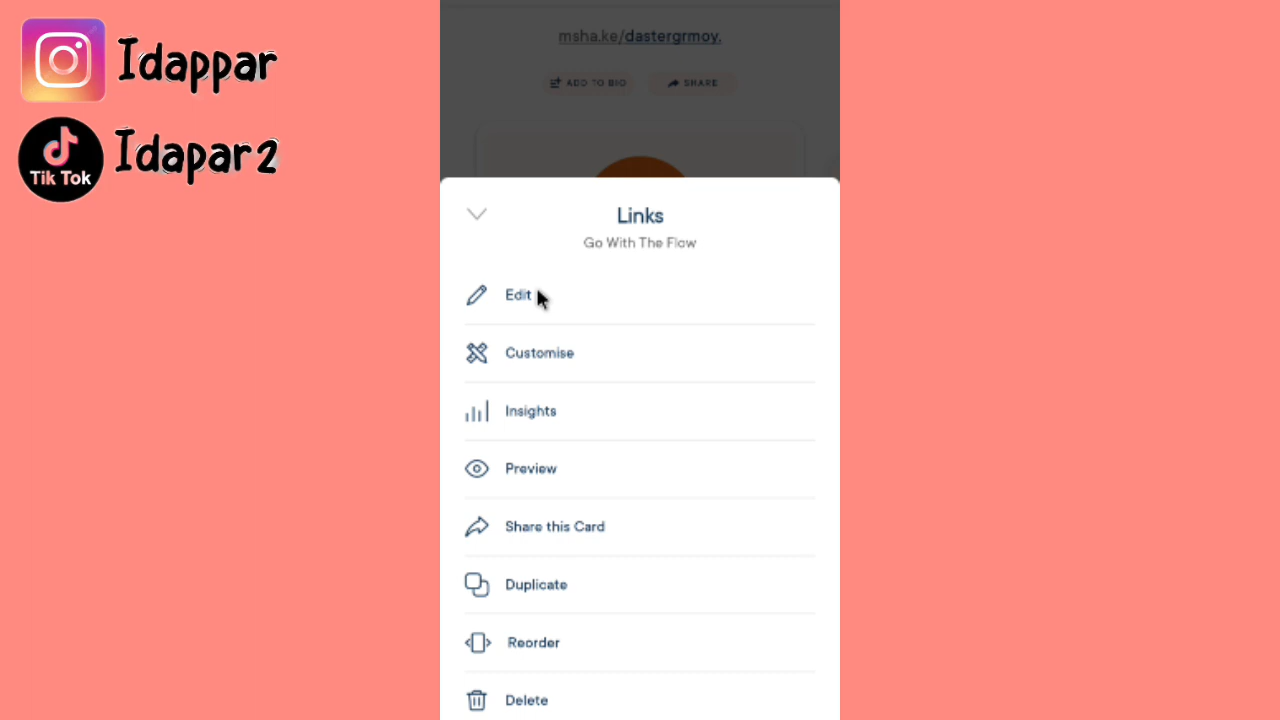 Idappar
Tik Tok
Idapar2
msha.ke/dastergrmoy.
ADD TO BIO
SHARE
Links
Go With The Flow
Edit
Customise
Insights
Preview
Share this Card
Duplicate
Reorder
Delete